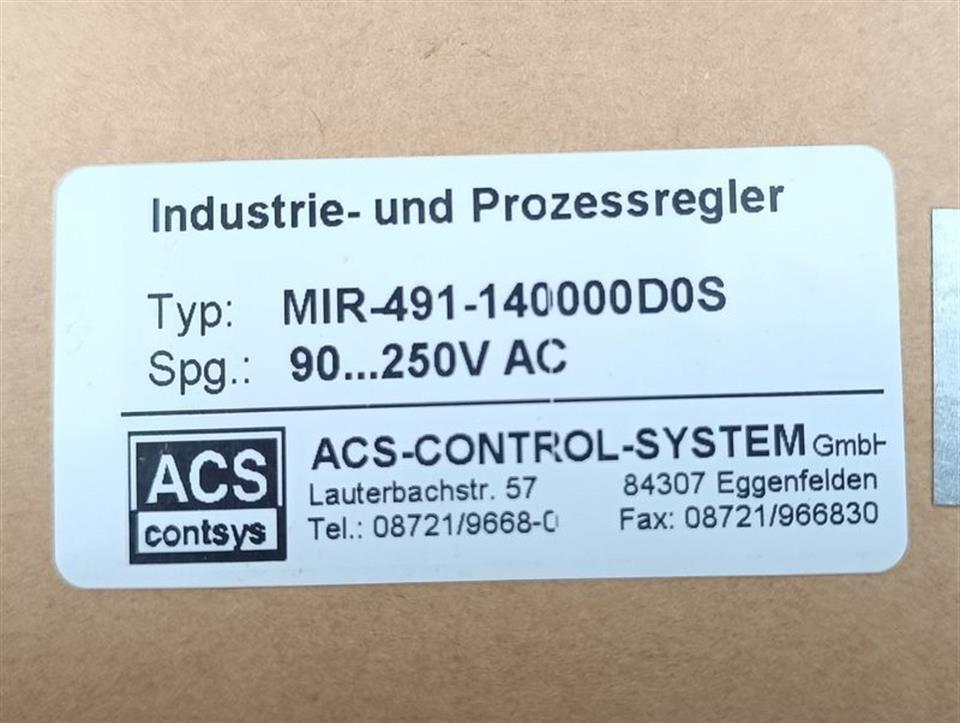 Industrie- und Prozessregler
Typ: MIR-491-140000D0S
Spg.: 90...250V AC
ACS
contsys
ACS-CONTROL-SYSTEM GmbH
Lauterbachstr. 57 84307 Eggenfelden
Tel.: 08721/9668-0 Fax: 08721/966830